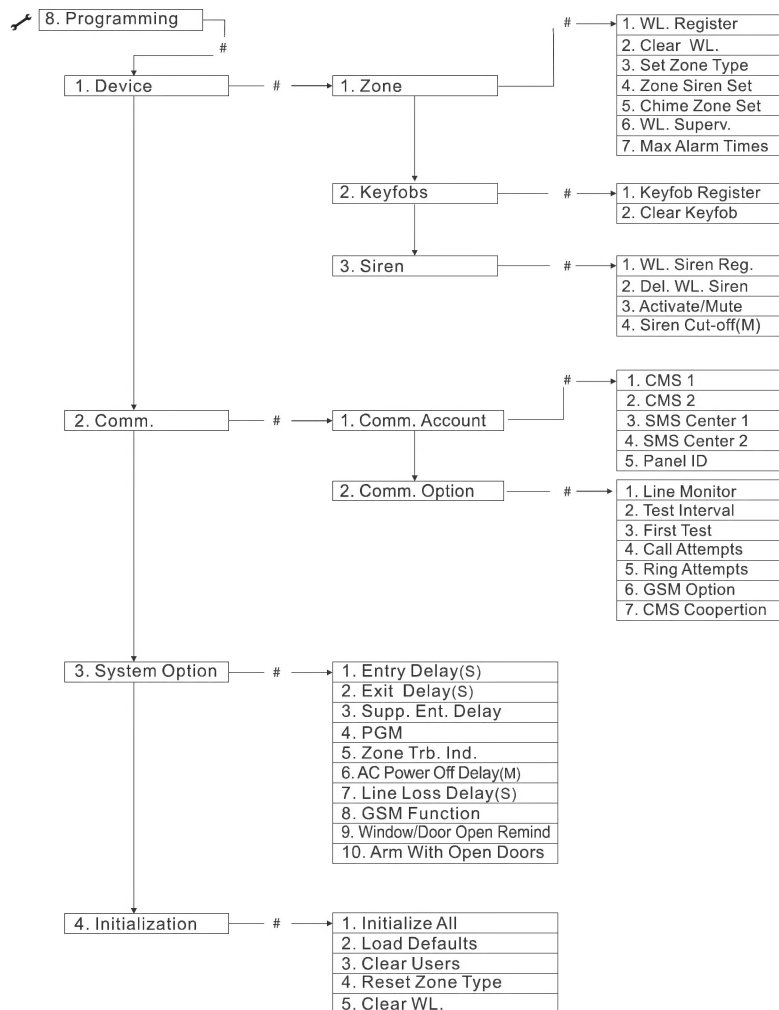 8. Programming
#
1. Device
#
1. Zone
#
1. WL. Register
2. Clear WL.
3. Set Zone Type
4. Zone Siren Set
5. Chime Zone Set
6. WL. Superv.
7. Max Alarm Times
2. Keyfobs
#
1. Keyfob Register
2. Clear Keyfob
3. Siren
#
1. WL. Siren Reg.
2. Del. WL. Siren
3. Activate/Mute
4. Siren Cut-off(M)
2. Comm.
#
1. Comm. Account
#
1. CMS 1
2. CMS 2
3. SMS Center 1
4. SMS Center 2
5. Panel ID
2. Comm. Option
#
1. Line Monitor
2. Test Interval
3. First Test
4. Call Attempts
5. Ring Attempts
6. GSM Option
7. CMS Coopertion
3. System Option
#
1. Entry Delay(S)
2. Exit Delay(S)
3. Supp. Ent. Delay
4. PGM
5. Zone Trb. Ind.
6. AC Power Off Delay(M)
7. Line Loss Delay(S)
8. GSM Function
9. Window/Door Open Remind
10. Arm With Open Doors
4. Initialization
#
1. Initialize All
2. Load Defaults
3. Clear Users
4. Reset Zone Type
5. Clear WL.